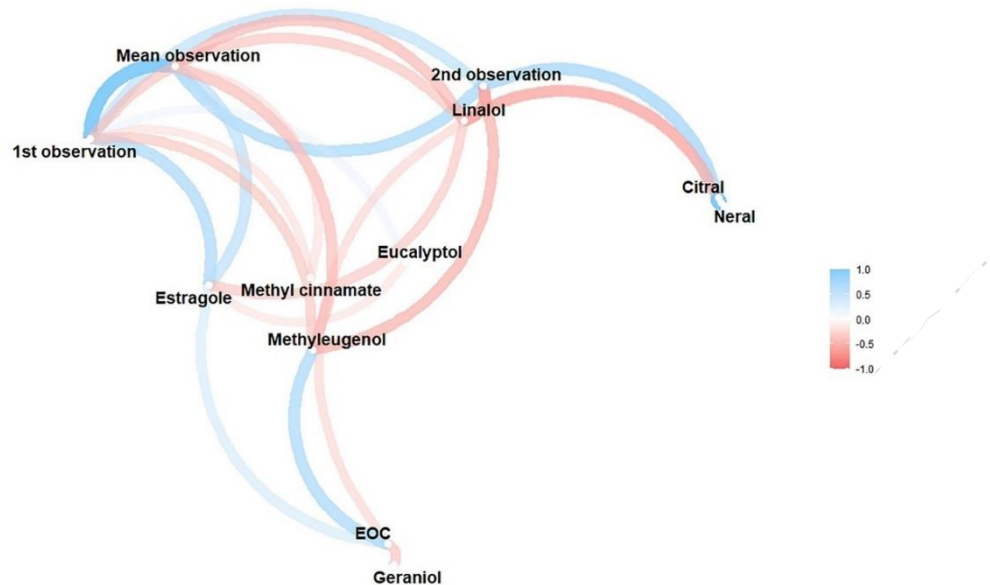 Mean observation
2nd observation
Linalol
1st observation
Citral
Neral
Eucalyptol
Estragole
Methyl cinnamate
Methyleugenol
1.0
0.5
0.0
-0.5
-1.0
EOC
Geraniol